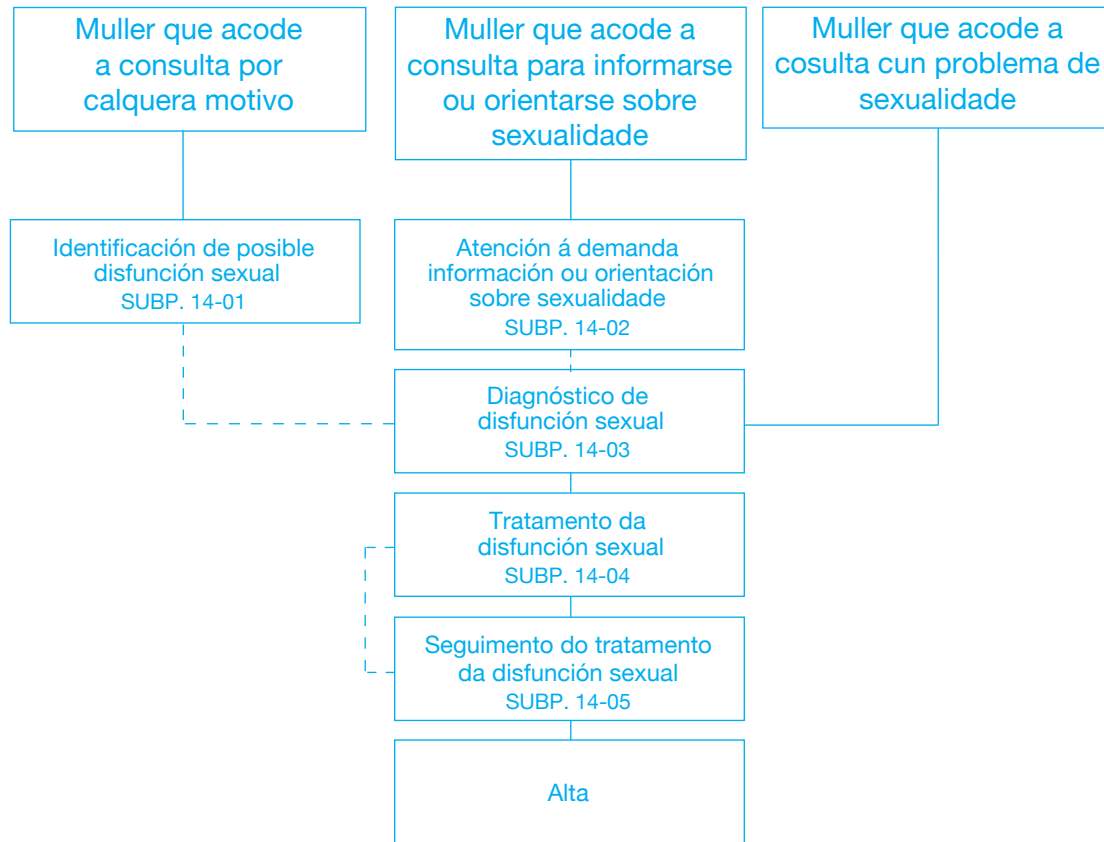 Muller que acode
a consulta por
calquera motivo
Muller que acode a
consulta para informarse
ou orientarse sobre
sexualidade
Muller que acode a
cosulta cun problema de
sexualidade
Identificación de posible
disfunción sexual
SUBP. 14-01
Atención á demanda
información ou orientación
sobre sexualidade
SUBP. 14-02
Diagnóstico de
disfunción sexual
SUBP. 14-03
Tratamento da
disfunción sexual
SUBP. 14-04
Seguimento do tratamento
da disfunción sexual
SUBP. 14-05
Alta